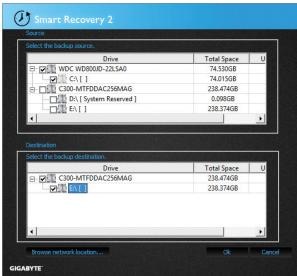 Smart Recovery 2
Source
Select the backup source.
Drive Total Space U
WDC WD800JD-22LSA0 74.530GB
C:\ [ ] 74.015GB
C300-MTFDDAC256MAG 238.474GB
D:\ [ System Reserved ] 0.098GB
E:\ [ ] 238.374GB
Destination
Select the backup destination.
Drive Total Space U
C300-MTFDDAC256MAG 238.474GB
E:\ [ ] 238.374GB
Browse network location.... Ok Cancel
GIGABYTE